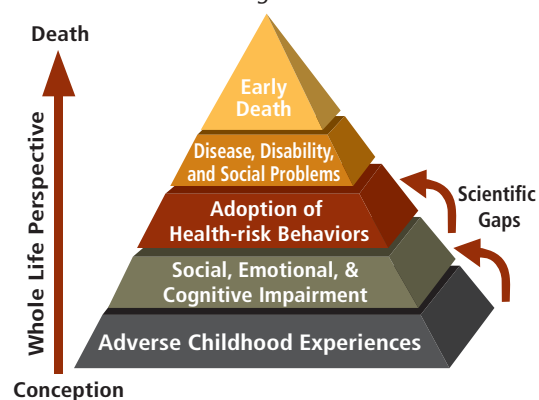 Death
Early
Death
Disease, Disability,
and Social Problems
Adoption of
Health-risk Behaviors
Social, Emotional, &
Cognitive Impairment
Adverse Childhood Experiences
Scientific
Gaps
Whole Life Perspective
Conception